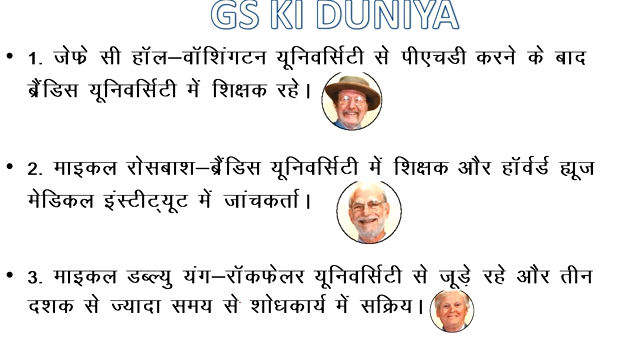 GS KI DUNIYA
• 1. जेफे सी हॉल–वॉशिंगटन यूनिवर्सिटी से पीएचडी करने के बाद
ब्रैंडिस यूनिवर्सिटी में शिक्षक रहे।
• 2. माइकल रोसबाश–ब्रैंडिस यूनिवर्सिटी में शिक्षक और हॉर्वर्ड ह्यूज
मेडिकल इंस्टीट्यूट में जांचकर्ता।
• 3. माइकल डब्ल्यु यंग–रॉकफेलर यूनिवर्सिटी से जूड़े रहे और तीन
दशक से ज्यादा समय से शोधकार्य में सक्रिय।